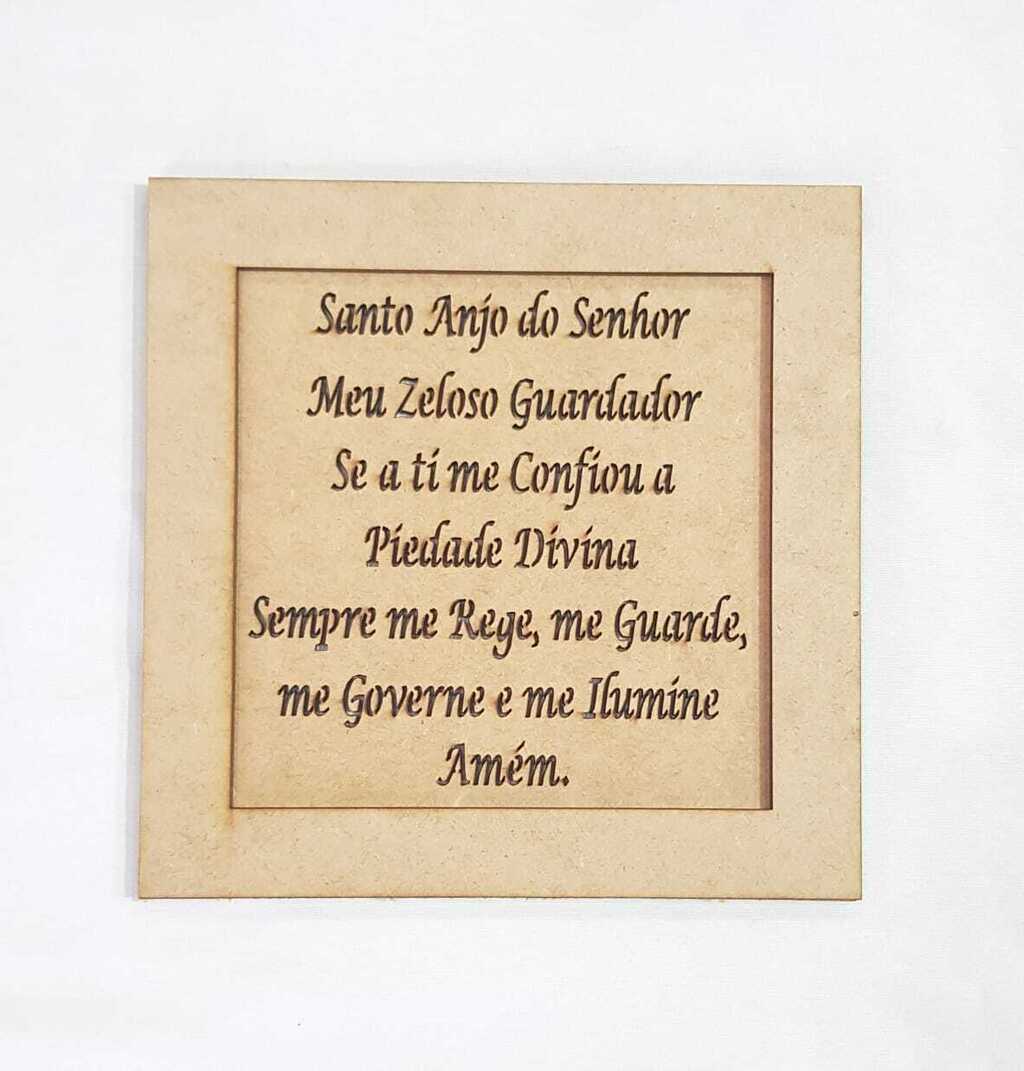 Santo Anjo do Senhor
Meu Zeloso Guardador
Se a ti me Confiou a
Piedade Divina
Sempre me Rege, me Guarde,
me Governe e me Ilumine
Amém.